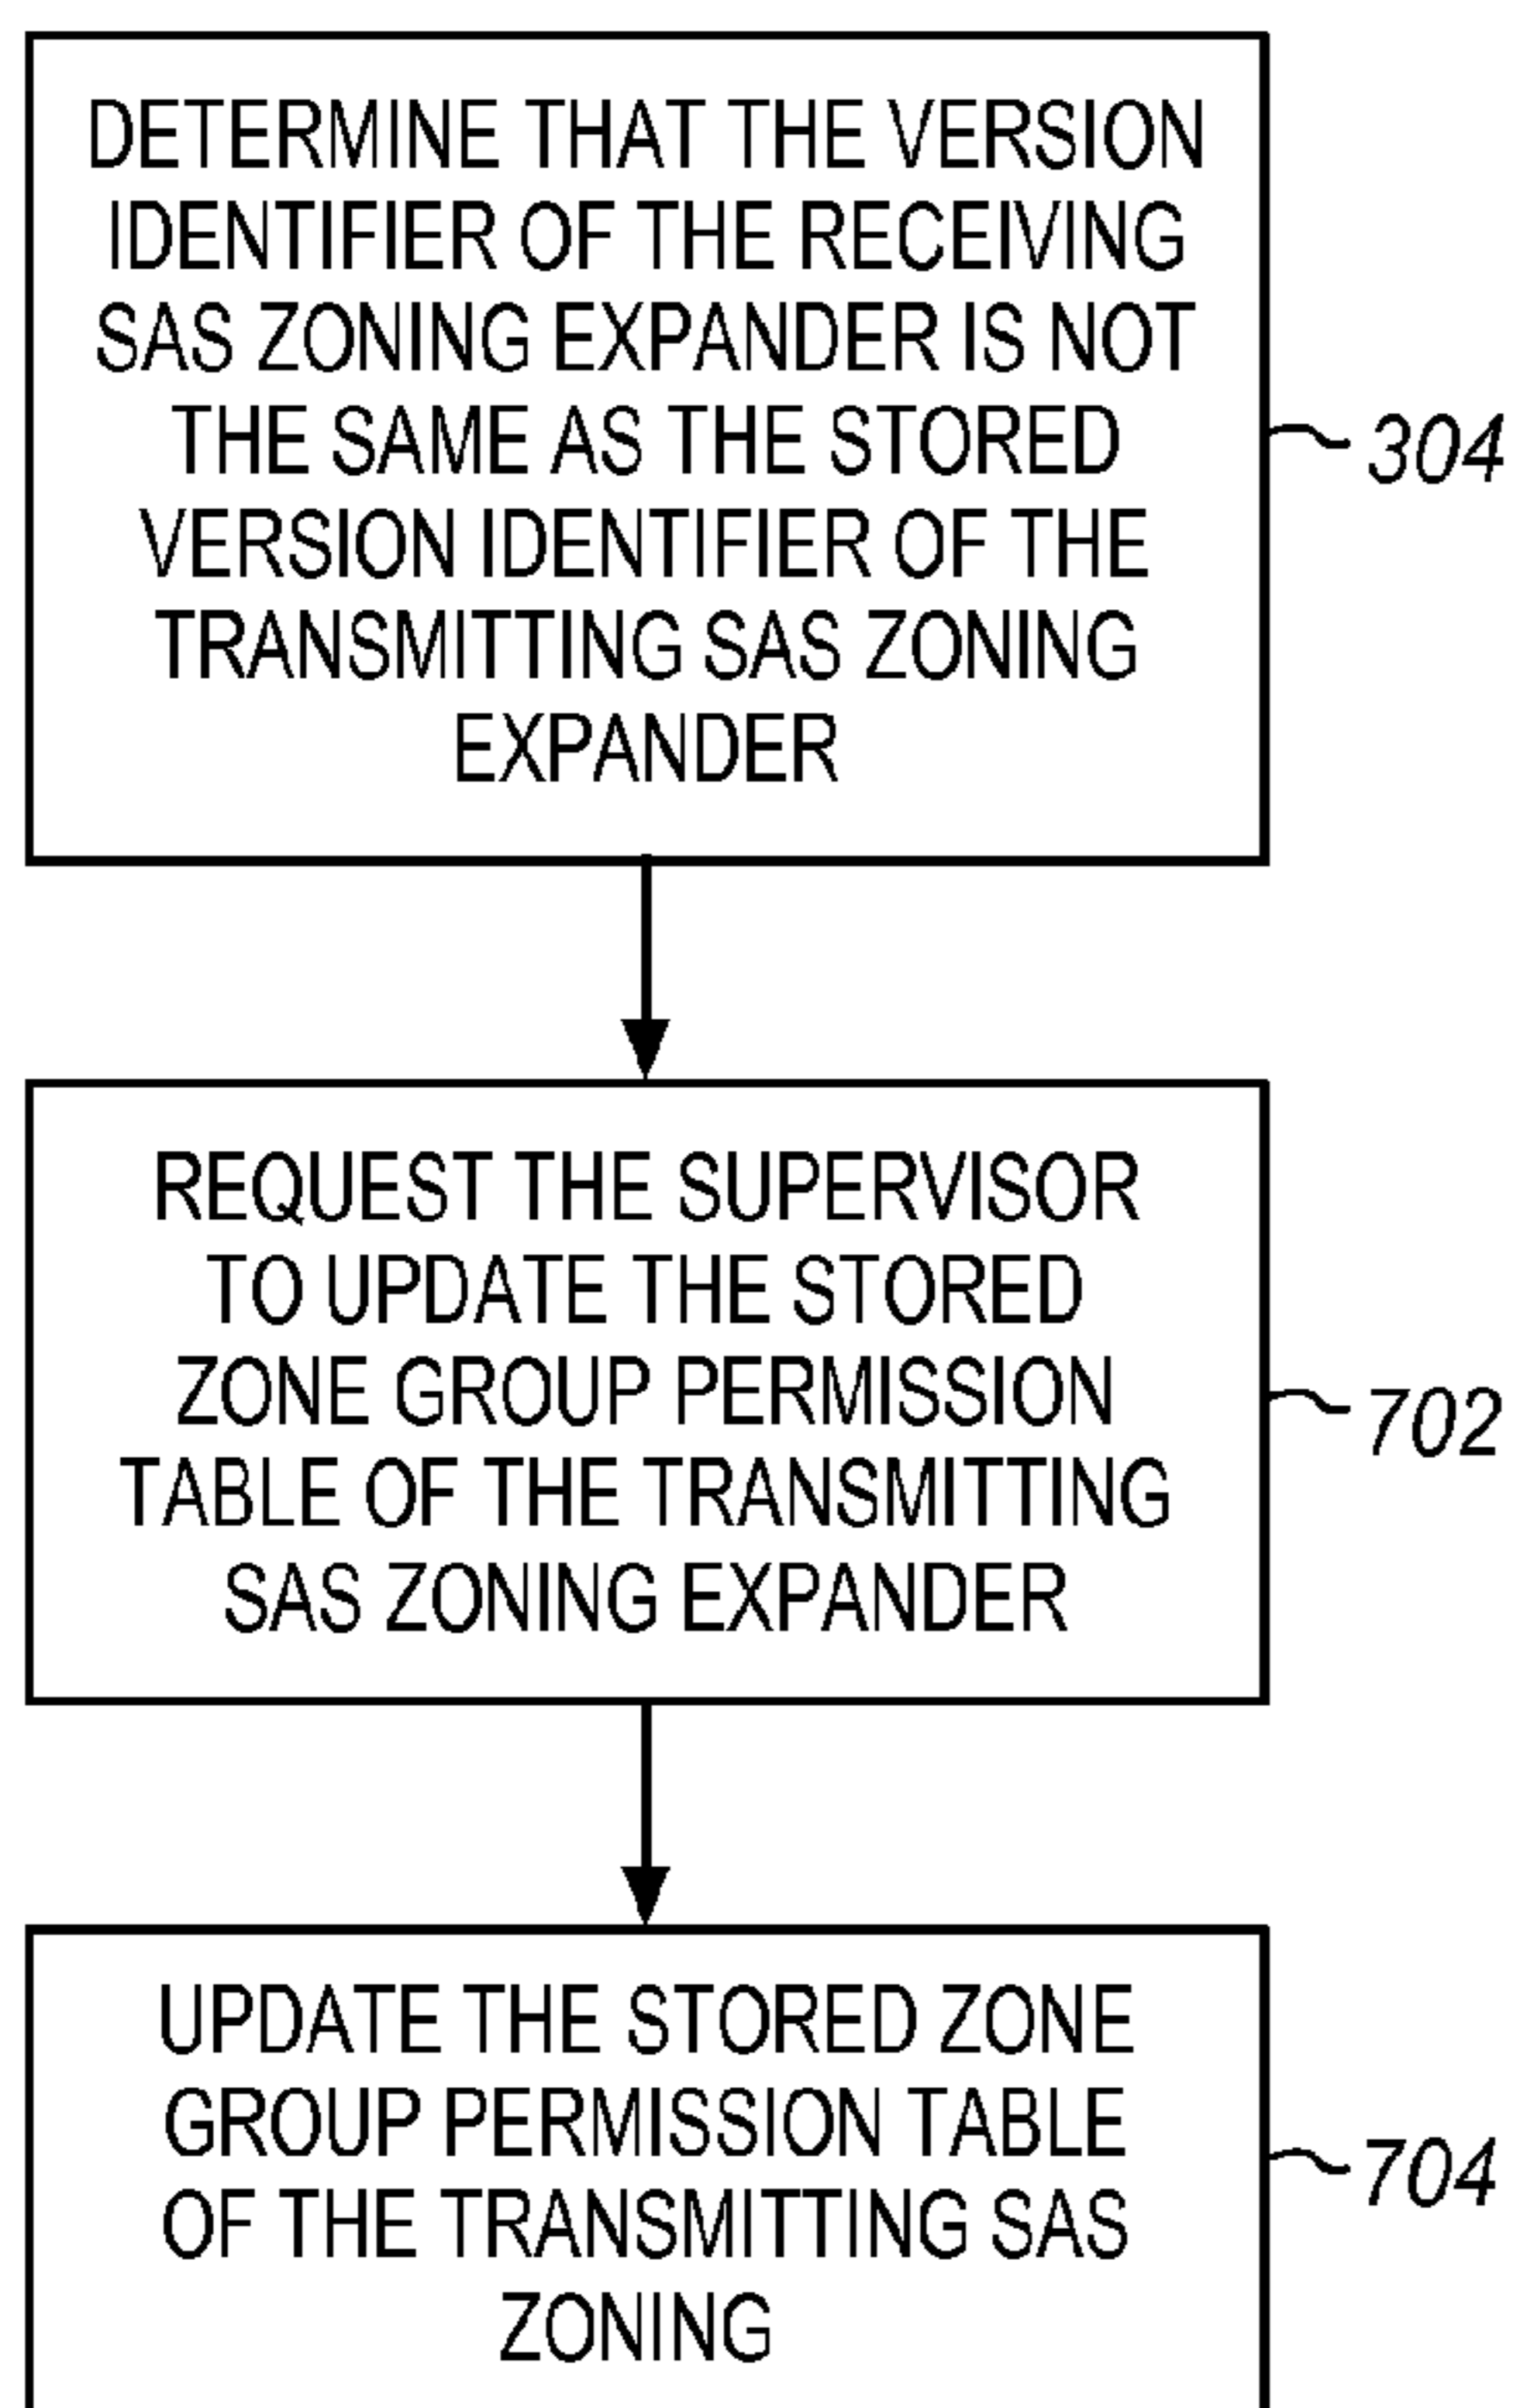 DETERMINE THAT THE VERSION
IDENTIFIER OF THE RECEIVING
SAS ZONING EXPANDER IS NOT
THE SAME AS THE STORED
VERSION IDENTIFIER OF THE
TRANSMITTING SAS ZONING
EXPANDER
304
REQUEST THE SUPERVISOR
TO UPDATE THE STORED
ZONE GROUP PERMISSION
TABLE OF THE TRANSMITTING
SAS ZONING EXPANDER
702
UPDATE THE STORED ZONE
GROUP PERMISSION TABLE
OF THE TRANSMITTING SAS
ZONING
704